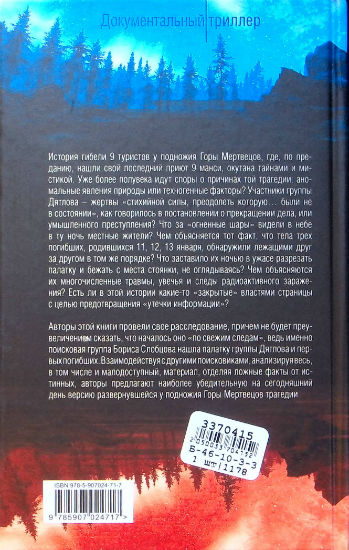 Документальный триллер
История гибели 9 туристов у подножия Горы Мертвецов, где, по пре-
данию, нашли свой последний приют 9 манси, окутана тайнами и ми-
стикой. Уже более полувека идут споры о причинах той трагедии: ано-
мальные явления природы или техногенные факторы? Участники группы
Дятлова – жертвы «стихийной силы, преодолеть которую... были не
в состоянии», как говорилось в постановлении о прекращении дела, или
умышленного преступления? Что за «огненные шары» видели в небе
в ту ночь местные жители? Чем объясняется тот факт, что тела трех
погибших, родившихся 11, 12, 13 января, обнаружили лежащими друг
за другом в том же порядке? Что заставило их ночью в ужасе разрезать
палатку и бежать с места стоянки, не оглядываясь? Чем объясняются
их многочисленные травмы, увечья и следы радиоактивного зараже-
ния? Есть ли в этой истории какие-то «закрытые» властями страницы
с целью предотвращения «утечки информации»?
Авторы этой книги провели свое расследование, причем не будет преу-
величением сказать, что началось оно «по свежим следам», ведь именно
поисковая группа Бориса Слобцова нашла палатку группы Дятлова и пер-
вых погибших. Взаимодействуя с другими поисковиками, анализируя весь,
в том числе и малодоступный, материал, отделяя ложные факты от ис-
тинных, авторы предлагают наиболее убедительную на сегодняшний
день версию развернувшейся у подножия Горы Мертвецов трагедии
3370415
Б-46-10-3-3
1 шт|1178
ISBN 978-5-907024-71-7
9785907024717>